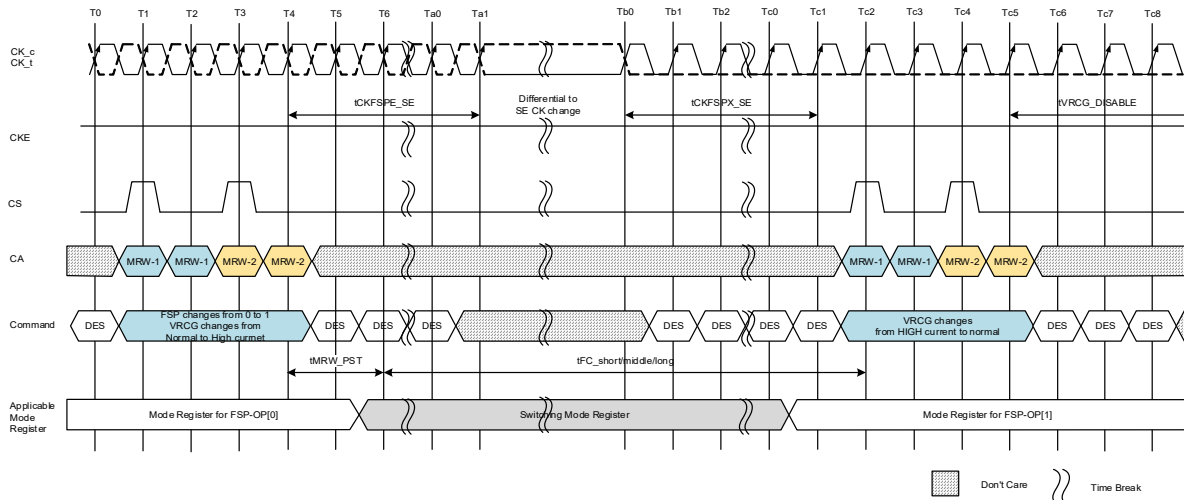 T0 T1 T2 T3 T4 T5 T6 Ta0 Ta1 Tb0 Tb1 Tb2 Tc0 Tc1 Tc2 Tc3 Tc4 Tc5 Tc6 Tc7 Tc8
CK_c
CK_t
tCKFSPE_SE
Differential to
SE CK change
tCKFSPX_SE
tVRCG_DISABLE
CKE
CS
CA
MRW-1 MRW-1 MRW-2 MRW-2 MRW-1 MRW-1 MRW-2 MRW-2
Command
DES
FSP changes from 0 to 1
VRCG changes from
Normal to High curmet
DES DES DES DES DES DES DES
VRCG changes
from HIGH current to normal
DES DES DES
tMRW_PST
tFC_short/middle/long
Applicable
Mode
Register
Mode Register for FSP-OP[0]
Switching Mode Register
Mode Register for FSP-OP[1]
Don't Care
Time Break